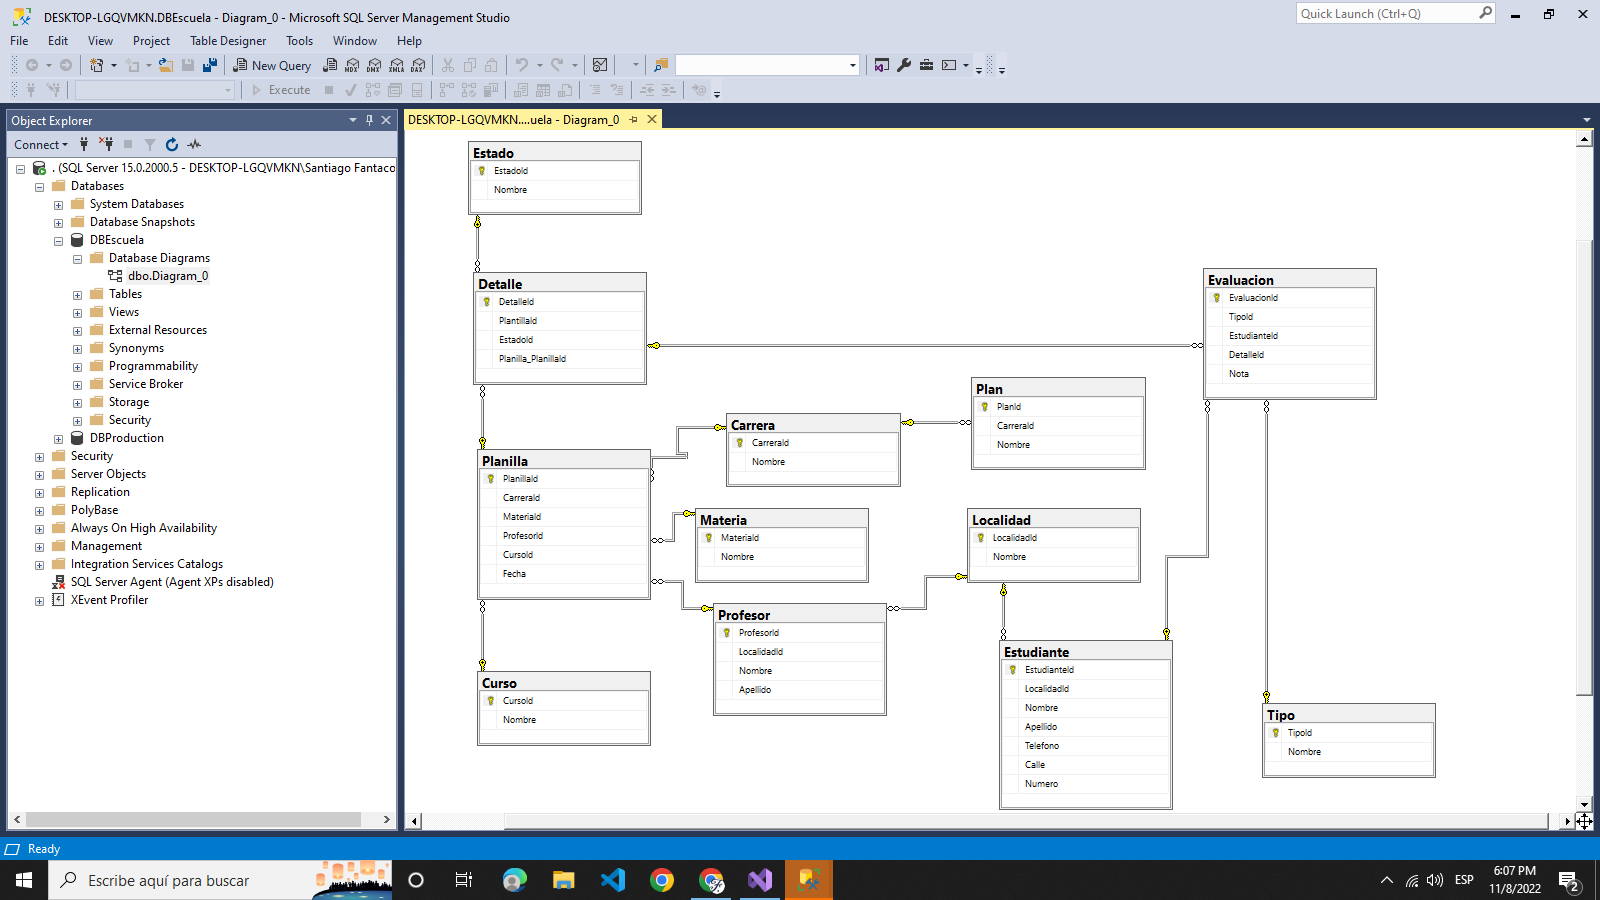 DESKTOP-LGQVMKN.DBEscuela - Diagram_0 - Microsoft SQL Server Management Studio
Quick Launch (Ctrl+Q)
File Edit View Project Table Designer Tools Window Help
New Query MDX DMX XMLA DAX
Execute
Object Explorer
Connect
. (SQL Server 15.0.2000.5 - DESKTOP-LGQVMKN\Santiago Fantaco
Databases
System Databases
Database Snapshots
DBEscuela
Database Diagrams
dbo.Diagram_0
Tables
Views
External Resources
Synonyms
Programmability
Service Broker
Storage
Security
DBProduction
Security
Server Objects
Replication
PolyBase
Always On High Availability
Management
Integration Services Catalogs
SQL Server Agent (Agent XPs disabled)
XEvent Profiler
DESKTOP-LGQVMKN....uela - Diagram_0
Estado
EstadoId
Nombre
Detalle
DetalleId
PlantillaId
EstadoId
Planilla_PlanillaId
Evaluacion
EvaluacionId
TipoId
EstudianteId
DetalleId
Nota
Plan
PlanId
CarreraId
Nombre
Carrera
CarreraId
Nombre
Planilla
PlanillaId
CarreraId
MateriaId
ProfesorId
CursoId
Fecha
Materia
MateriaId
Nombre
Localidad
LocalidadId
Nombre
Profesor
ProfesorId
LocalidadId
Nombre
Apellido
Estudiante
EstudianteId
LocalidadId
Nombre
Apellido
Telefono
Calle
Numero
Curso
CursoId
Nombre
Tipo
TipoId
Nombre
Ready
Escribe aquí para buscar
ESP
6:07 PM
11/8/2022
2